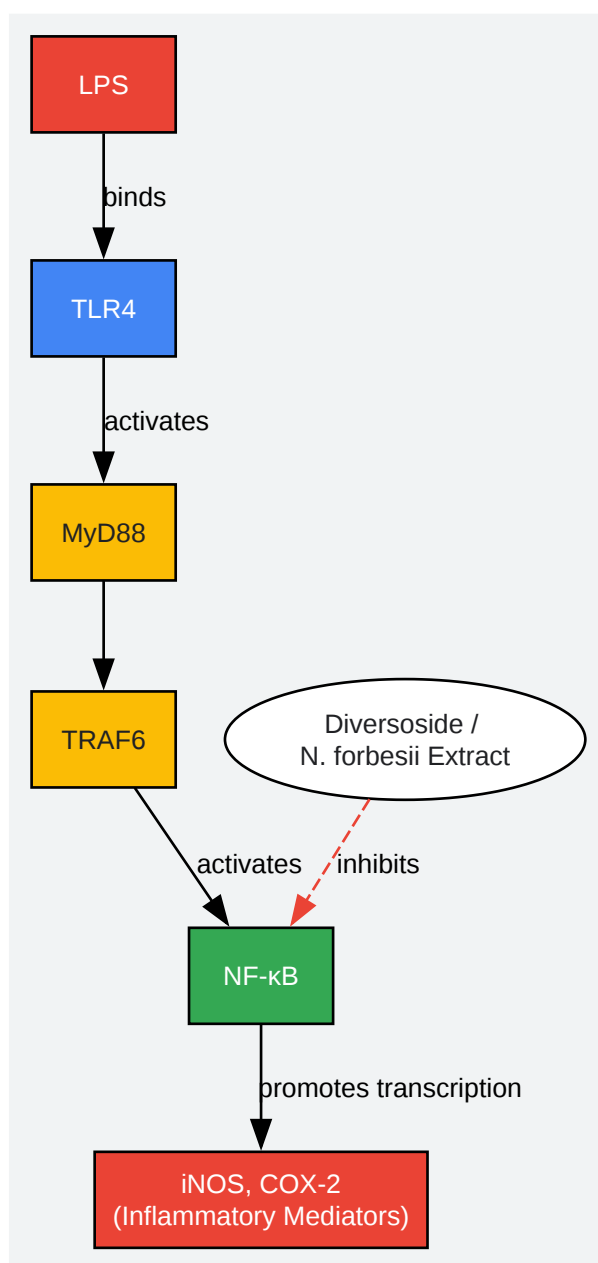 LPS
binds
TLR4
activates
MyD88
TRAF6
Diversoside /
N. forbesii Extract
activates
inhibits
NF-κB
promotes transcription
iNOS, COX-2
(Inflammatory Mediators)